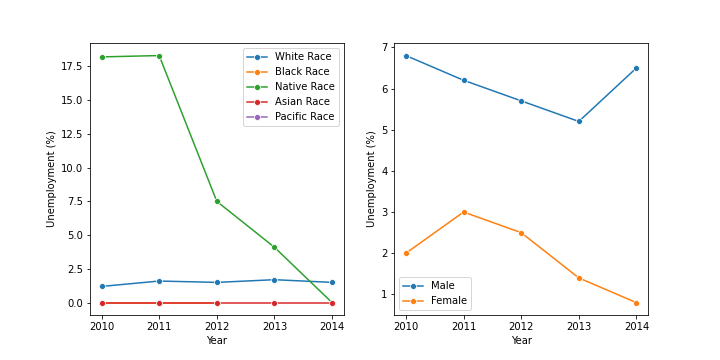 Unemployment (%)
17.5
15.0
12.5
10.0
7.5
5.0
2.5
0.0
White Race
Black Race
Native Race
Asian Race
Pacific Race
2010 2011 2012 2013 2014
Year
Unemployment (%)
7
6
5
4
3
2
1
Male
Female
2010 2011 2012 2013 2014
Year